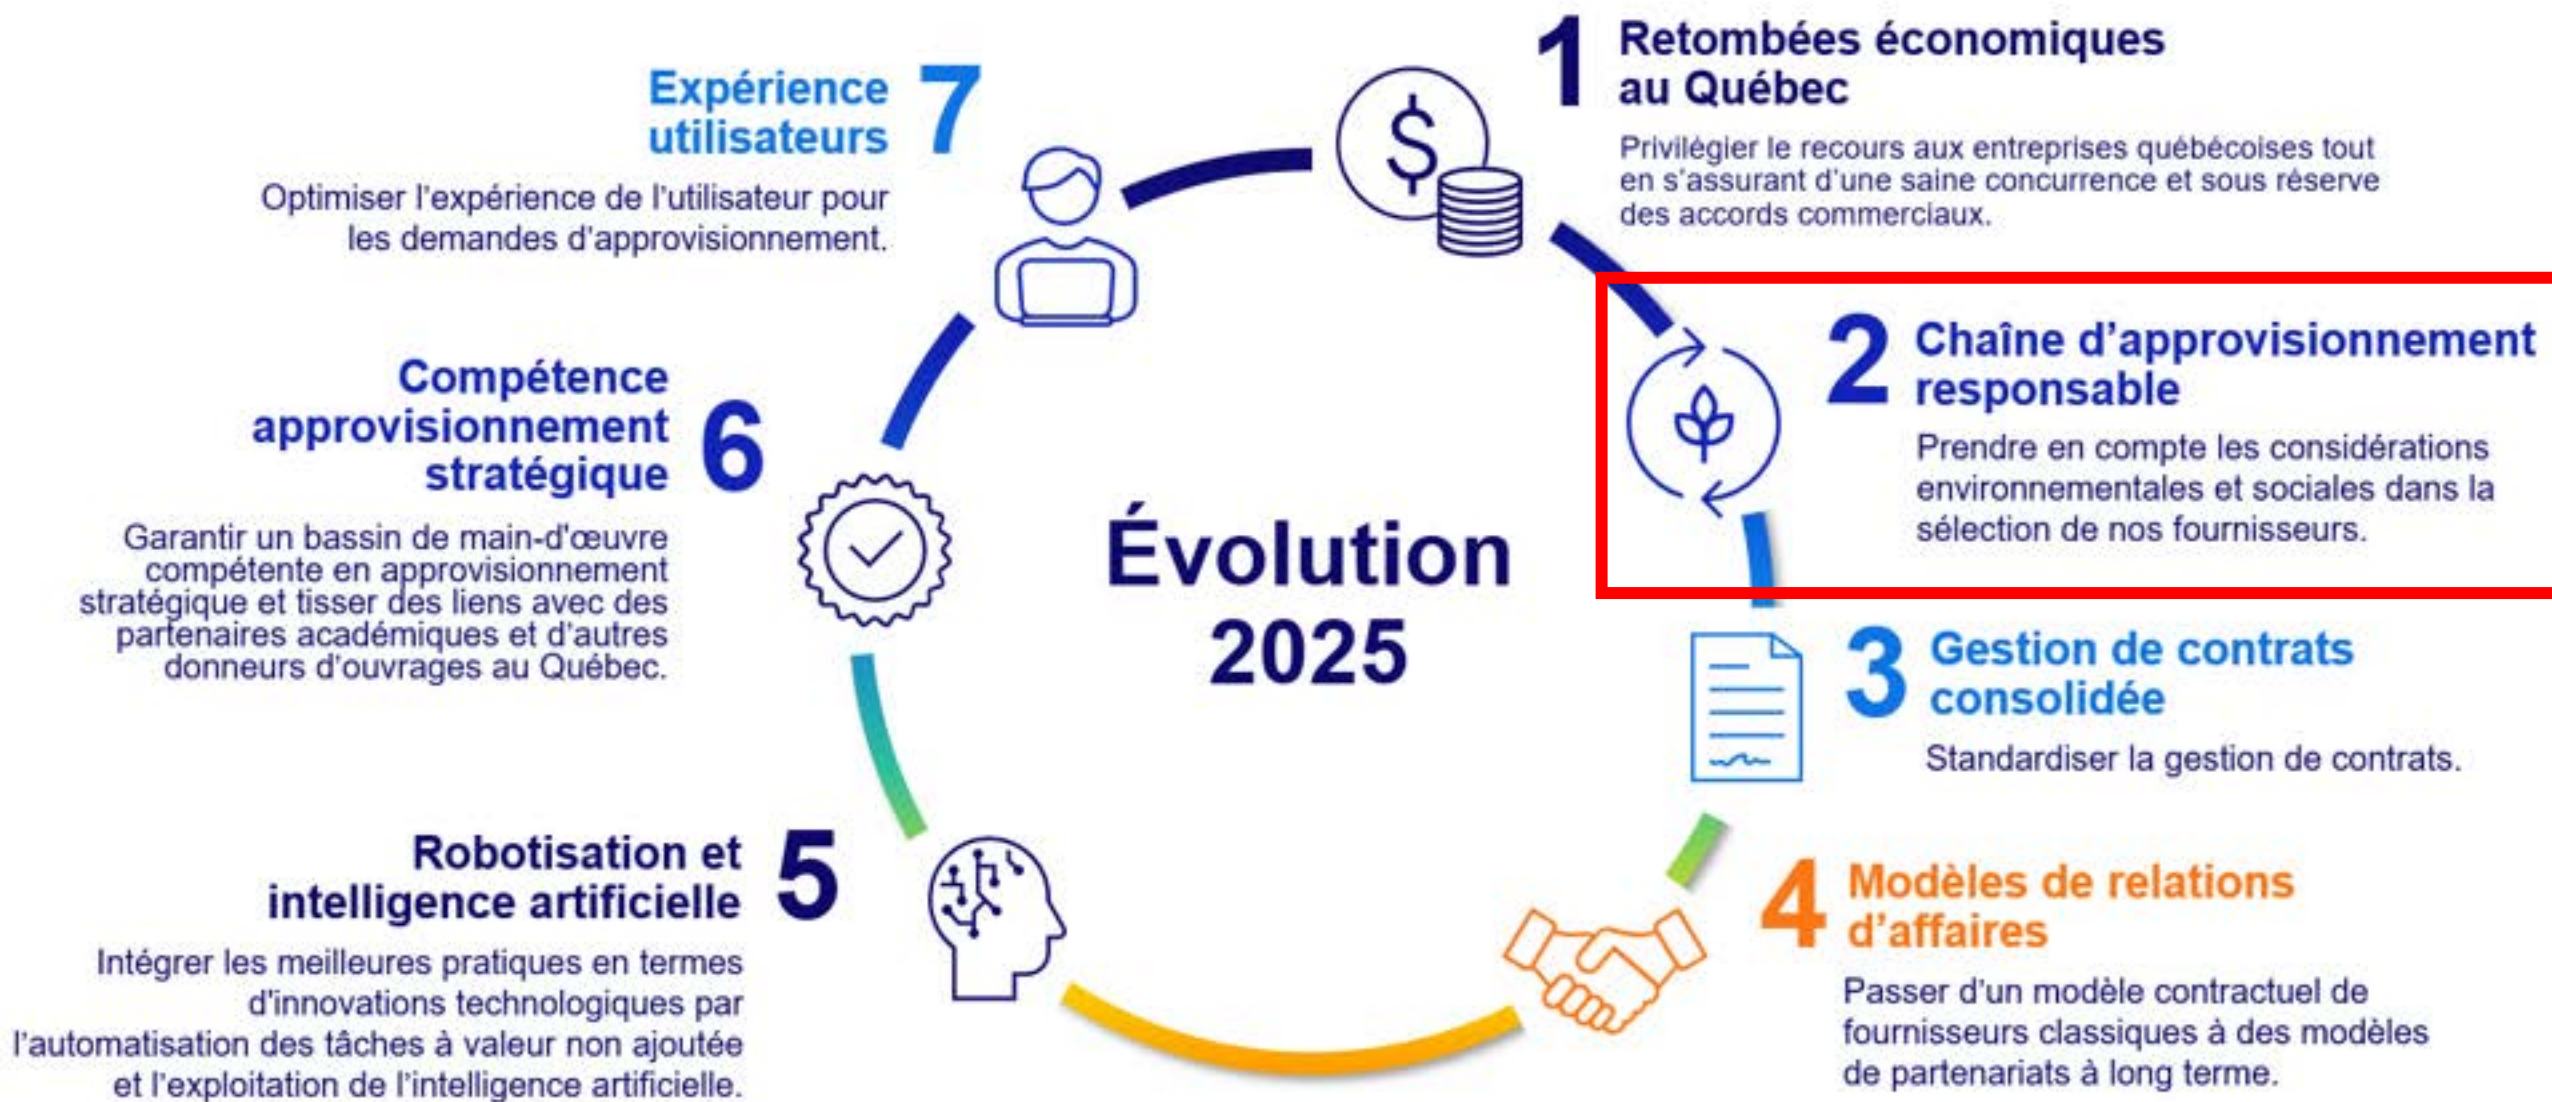 1
Retombées économiques
au Québec
Privilégier le recours aux entreprises québécoises tout
en s'assurant d'une saine concurrence et sous réserve
des accords commerciaux.
2
Chaîne d'approvisionnement
responsable
Prendre en compte les considérations
environnementales et sociales dans la
sélection de nos fournisseurs.
3
Gestion de contrats
consolidée
Standardiser la gestion de contrats.
4
Modèles de relations
d'affaires
Passer d'un modèle contractuel de
fournisseurs classiques à des modèles
de partenariats à long terme.
5
Robotisation et
intelligence artificielle
Intégrer les meilleures pratiques en termes
d'innovations technologiques par
l'automatisation des tâches à valeur non ajoutée
et l'exploitation de l'intelligence artificielle.
6
Compétence
approvisionnement
stratégique
Garantir un bassin de main-d'œuvre
compétente en approvisionnement
stratégique et tisser des liens avec des
partenaires académiques et d'autres
donneurs d'ouvrages au Québec.
7
Expérience
utilisateurs
Optimiser l'expérience de l'utilisateur pour
les demandes d'approvisionnement.
Évolution
2025
$